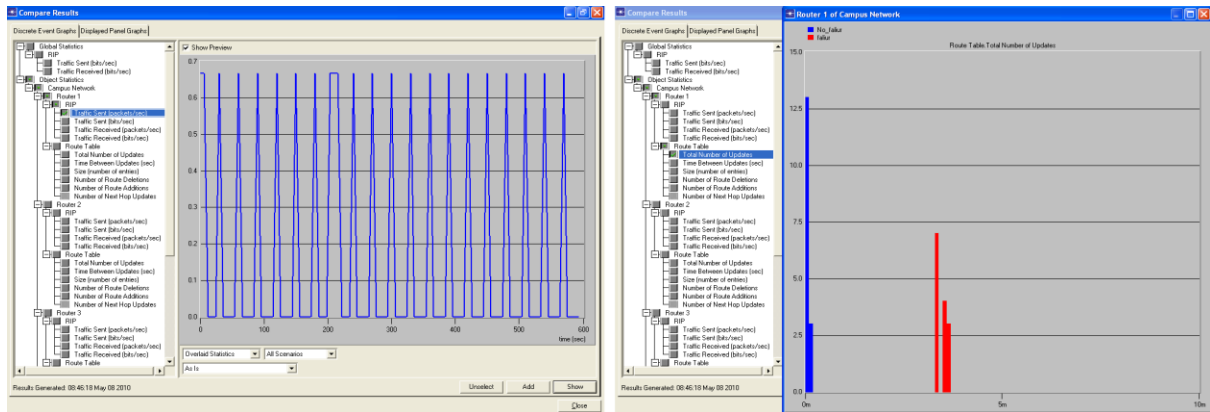 Compare Results
Discrete Event Graphs Displayed Panel Graphs
Global Statistics
RIP
Traffic Sent (bits/sec)
Traffic Received (bits/sec)
Object Statistics
Campus Network
Router 1
RIP
Traffic Sent (packets/sec)
Traffic Sent (bits/sec)
Traffic Received (packets/sec)
Traffic Received (bits/sec)
Route Table
Total Number of Updates
Time Between Updates (sec)
Size (number of entries)
Number of Route Deletions
Number of Route Additions
Number of Next Hop Updates
Router 2
RIP
Traffic Sent (packets/sec)
Traffic Sent (bits/sec)
Traffic Received (packets/sec)
Traffic Received (bits/sec)
Route Table
Total Number of Updates
Time Between Updates (sec)
Size (number of entries)
Number of Route Deletions
Number of Route Additions
Number of Next Hop Updates
Router 3
RIP
Traffic Sent (packets/sec)
Traffic Sent (bits/sec)
Traffic Received (packets/sec)
Traffic Received (bits/sec)
Route Table
Show Preview
0.7
0.6
0.5
0.4
0.3
0.2
0.1
0.0
0 100 200 300 400 500 600
time (sec)
Overlaid Statistics All Scenarios
As Is
Results Generated: 08:46:18 May 08 2010
Unselect Add Show
Close
Compare Results
Discrete Event Graphs Displayed Panel Graphs
Global Statistics
RIP
Traffic Sent (bits/sec)
Traffic Received (bits/sec)
Object Statistics
Campus Network
Router 1
RIP
Traffic Sent (packets/sec)
Traffic Sent (bits/sec)
Traffic Received (packets/sec)
Traffic Received (bits/sec)
Route Table
Total Number of Updates
Time Between Updates (sec)
Size (number of entries)
Number of Route Deletions
Number of Route Additions
Number of Next Hop Updates
Router 2
RIP
Traffic Sent (packets/sec)
Traffic Sent (bits/sec)
Traffic Received (packets/sec)
Traffic Received (bits/sec)
Route Table
Total Number of Updates
Time Between Updates (sec)
Size (number of entries)
Number of Route Deletions
Number of Route Additions
Number of Next Hop Updates
Router 3
RIP
Traffic Sent (packets/sec)
Traffic Sent (bits/sec)
Traffic Received (packets/sec)
Traffic Received (bits/sec)
Route Table
Results Generated: 08:46:18 May 08 2010
Router 1 of Campus Network
No_faliur
faliur
Route Table.Total Number of Updates
15.0
12.5
10.0
7.5
5.0
2.5
0.0
0m 5m 10m